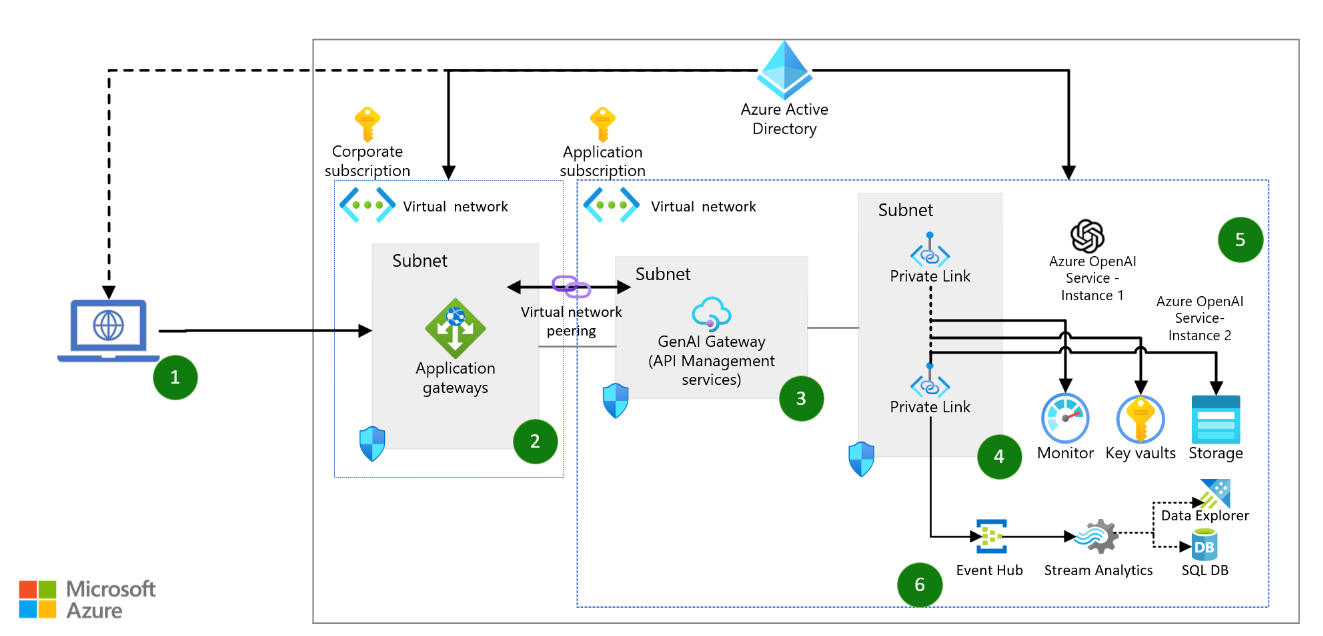 Azure Active
Directory
Corporate
subscription
Application
subscription
Virtual network
Virtual network
Subnet
Application
gateways
2
Virtual network
peering
Subnet
GenAI Gateway
(API Management
services)
3
Subnet
Private Link
Private Link
4
Azure OpenAI
Service -
Instance 1
5
Azure OpenAI
Service-
Instance 2
Monitor
Key vaults
Storage
1
Event Hub
Stream Analytics
Data Explorer
DB
SQL DB
6
Microsoft
Azure